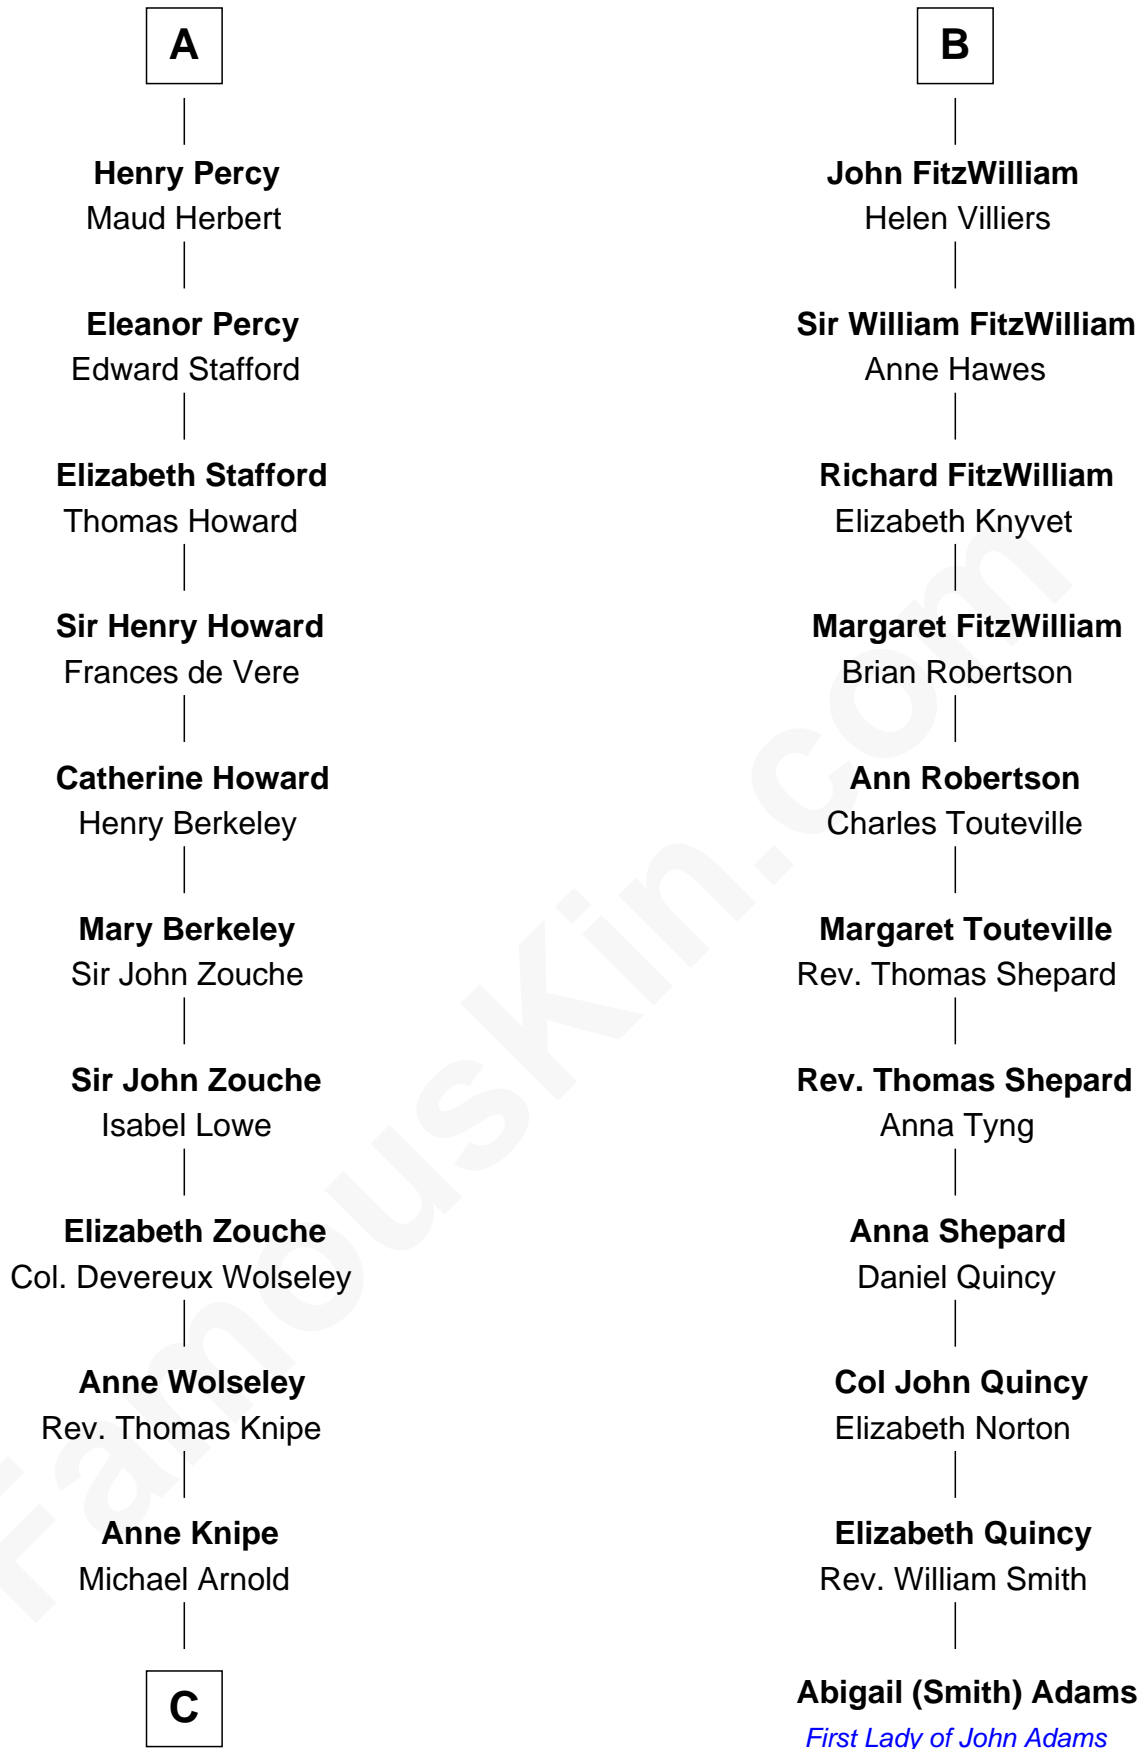 A
Henry Percy
Maud Herbert
Eleanor Percy
Edward Stafford
Elizabeth Stafford
Thomas Howard
Sir Henry Howard
Frances de Vere
Catherine Howard
Henry Berkeley
Mary Berkeley
Sir John Zouche
Sir John Zouche
Isabel Lowe
Elizabeth Zouche
Col. Devereux Wolseley
Anne Wolseley
Rev. Thomas Knipe
Anne Knipe
Michael Arnold
C
B
John FitzWilliam
Helen Villiers
Sir William FitzWilliam
Anne Hawes
Richard FitzWilliam
Elizabeth Knyvet
Margaret FitzWilliam
Brian Robertson
Ann Robertson
Charles Touteville
Margaret Touteville
Rev. Thomas Shepard
Rev. Thomas Shepard
Anna Tyng
Anna Shepard
Daniel Quincy
Col John Quincy
Elizabeth Norton
Elizabeth Quincy
Rev. William Smith
Abigail (Smith) Adams
First Lady of John Adams
FamousKin.com